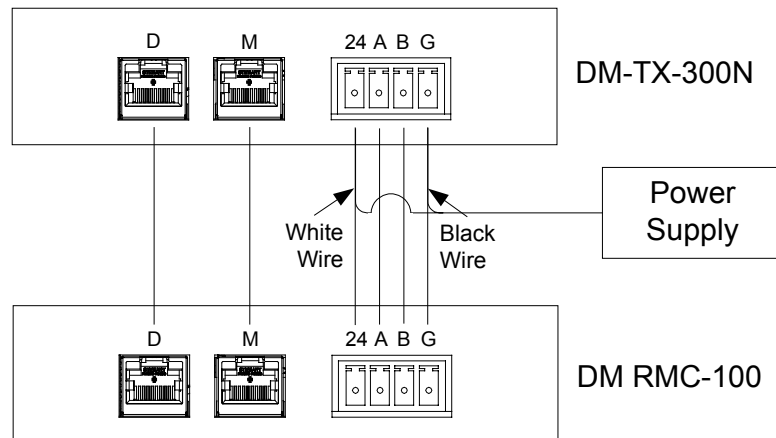 D M 24 A B G
DM-TX-300N
Power
Supply
White
Wire
Black
Wire
D M 24 A B G
DM RMC-100